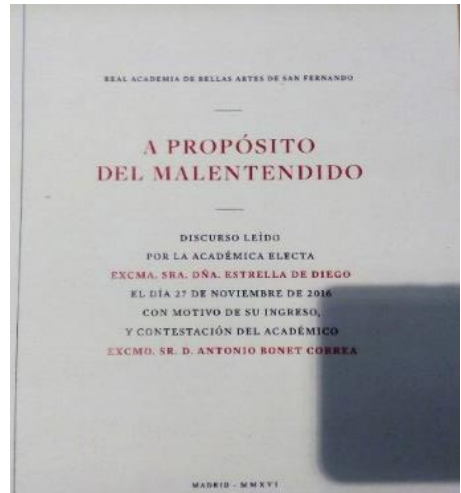 REAL ACADEMIA DE BELLAS ARTES DE SAN FERNANDO
A PROPÓSITO
DEL MALENTENDIDO
DISCURSO LEÍDO
POR LA ACADÉMICA ELECTA
EXCMA. SRA. DÑA. ESTRELLA DE DIEGO
EL DÍA 27 DE NOVIEMBRE DE 2016
CON MOTIVO DE SU INGRESO,
Y CONTESTACIÓN DEL ACADÉMICO
EXCMO. SR. D. ANTONIO BONET CORREA
MADRID - MMXVI